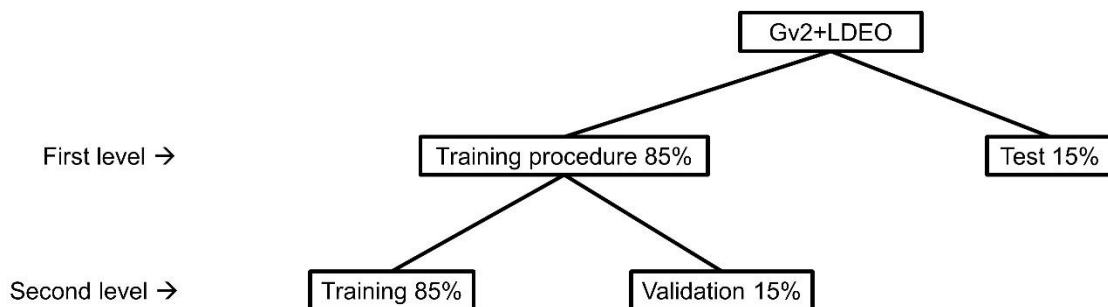 Gv2+LDEO
First level → Training procedure 85% Test 15%
Second level → Training 85% Validation 15%